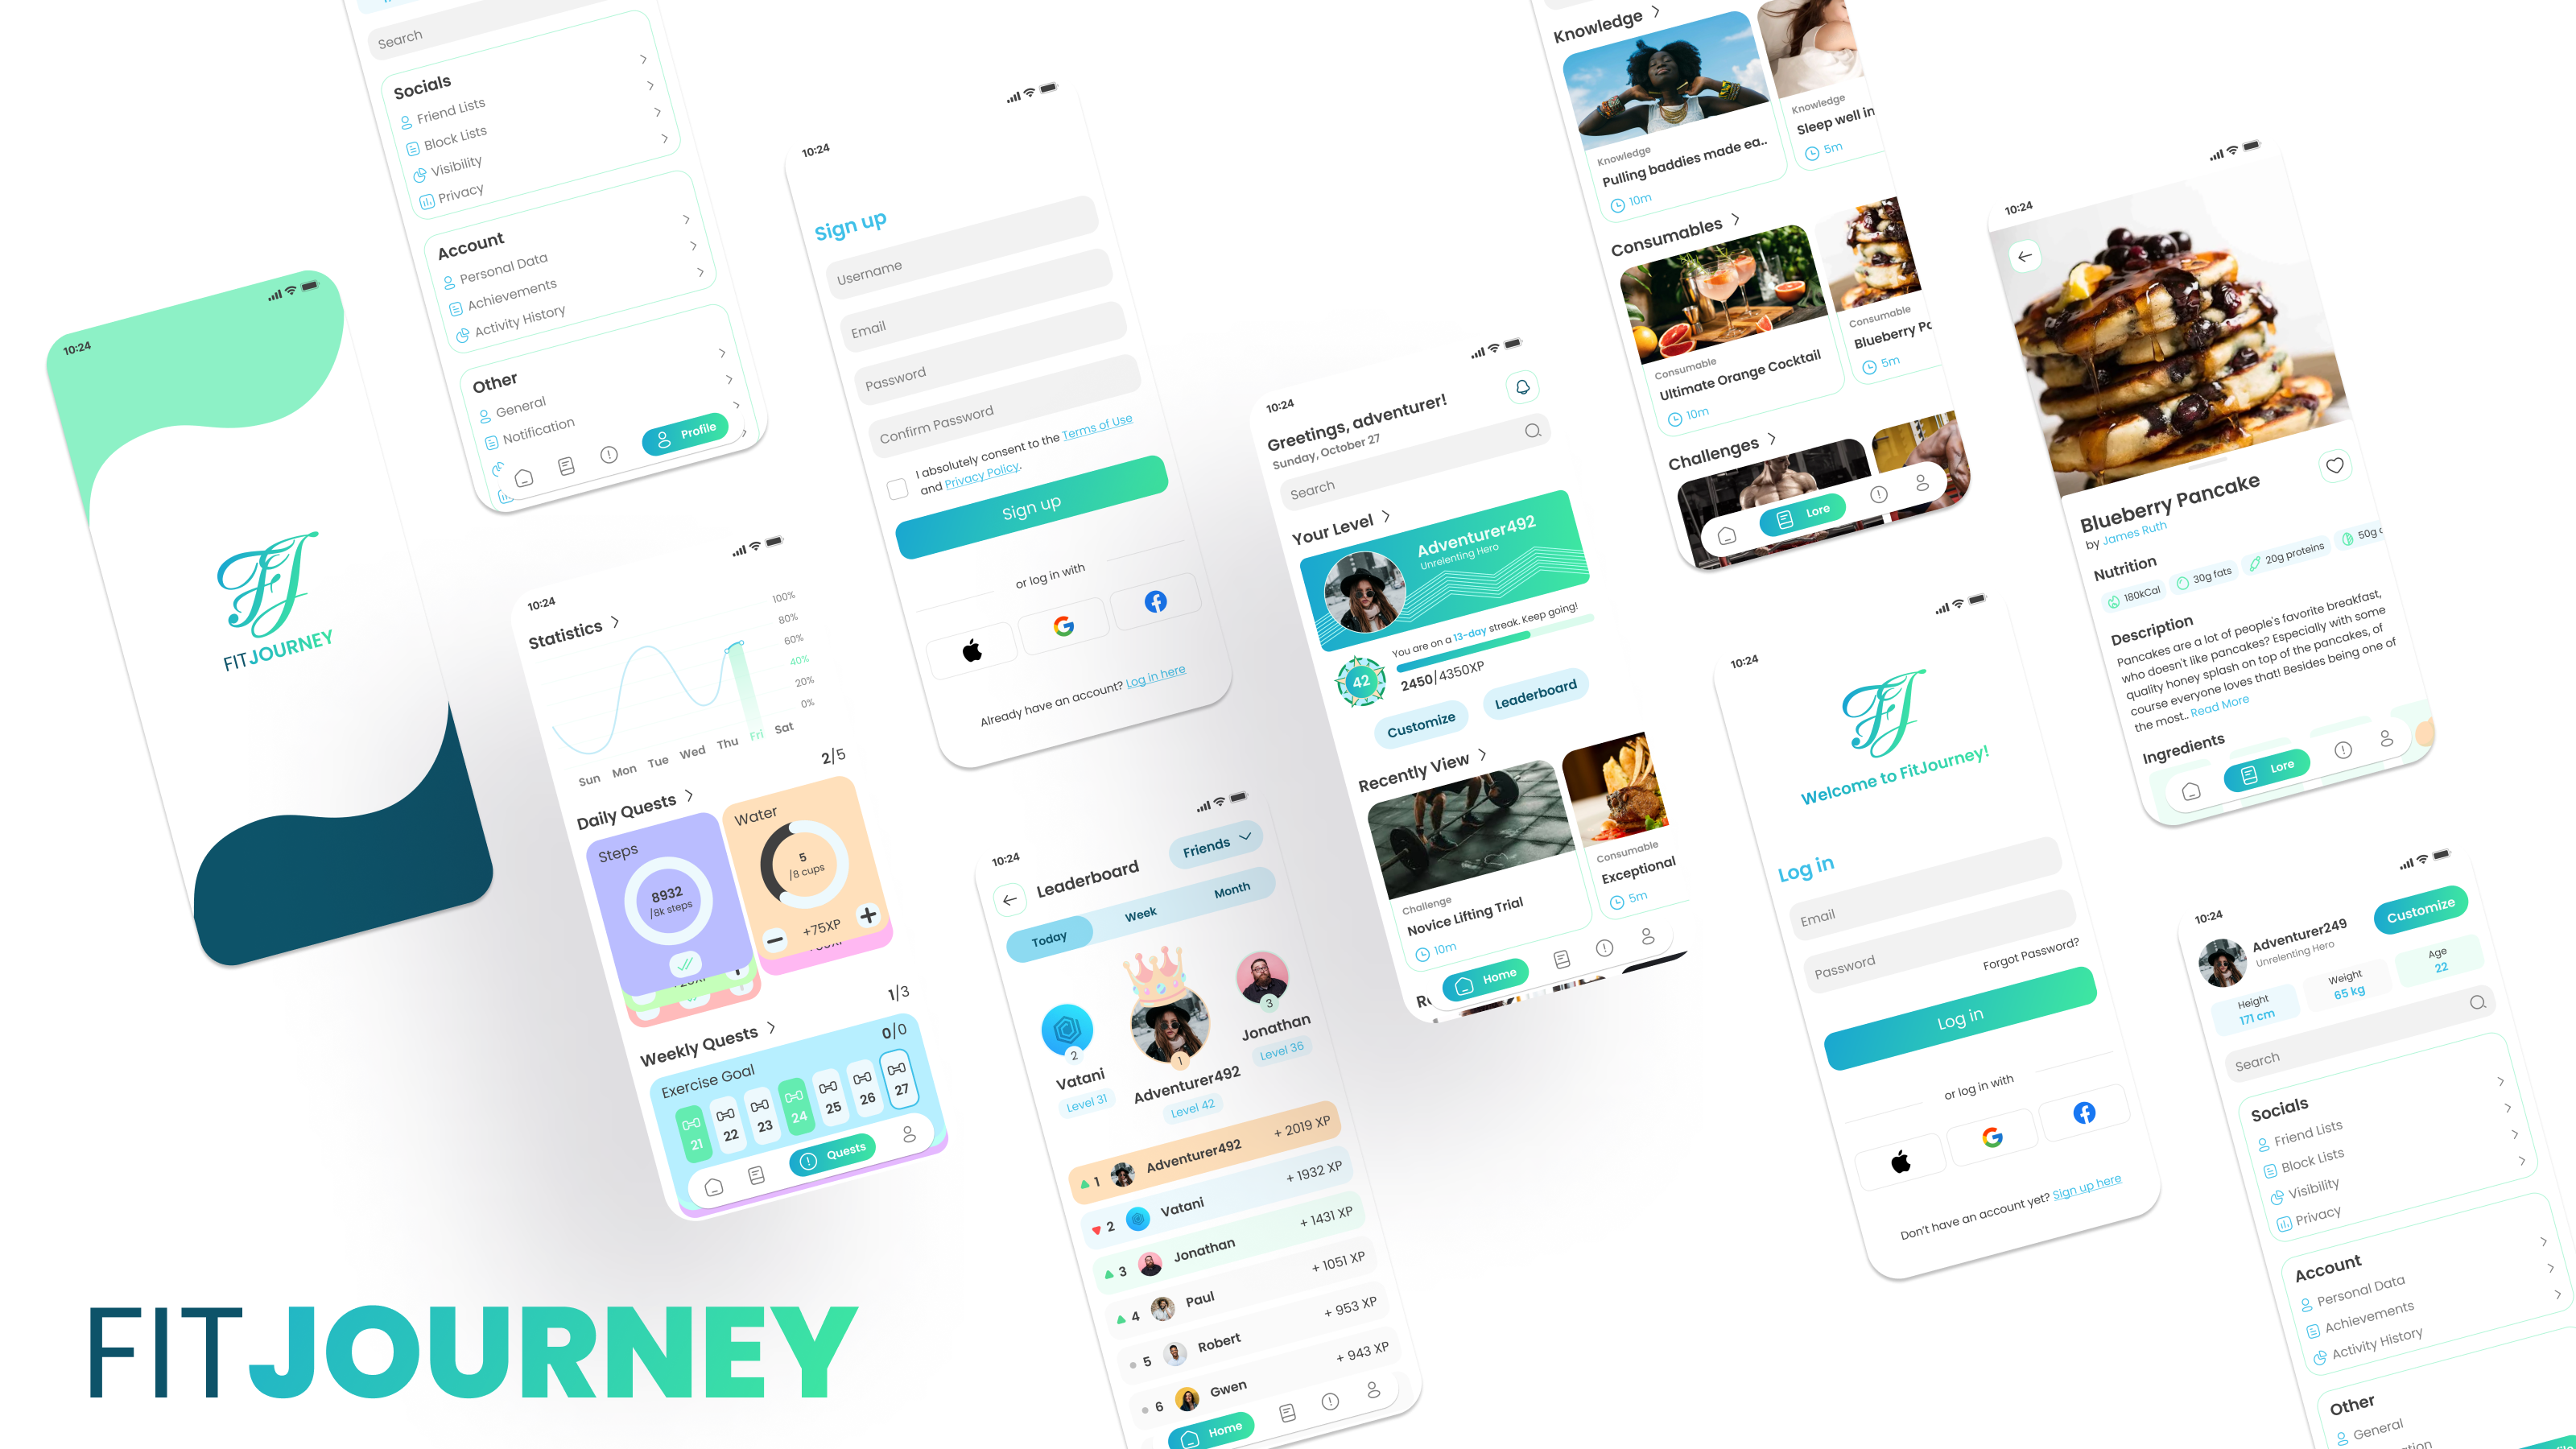 Search
Socials
Friend Lists
Block Lists
Visibility
Privacy
Account
Personal Data
Achievements
Activity History
Other
General
Notification
Profile
10:24
FITJOURNEY
10:24
Statistics
100%
80%
60%
40%
20%
0%
Sun Mon Tue Wed Thu Fri Sat
Daily Quests
2/5
Steps
8932
/8k steps
Water
5
/8 cups
+75XP
Weekly Quests
1/3
Exercise Goal
0/0
21 22 23 24 25 26 27
Quests
10:24
Sign up
Username
Email
Password
Confirm Password
I absolutely consent to the Terms of Use
and Privacy Policy.
Sign up
or log in with
Already have an account? Log in here
10:24
Leaderboard
Friends
Today Week Month
2
Vatani
Level 31
1
Adventurer492
Level 42
3
Jonathan
Level 36
1 Adventurer492 + 2019 XP
2 Vatani + 1932 XP
3 Jonathan + 1431 XP
4 Paul + 1051 XP
5 Robert + 953 XP
6 Gwen + 943 XP
Home
10:24
Greetings, adventurer!
Sunday, October 27
Search
Your Level
Adventurer492
Unrelenting Hero
You are on a 13-day streak. Keep going!
42
2450/4350XP
Customize
Leaderboard
Recently View
Challenge
Novice Lifting Trial
10m
Consumable
Exceptional
5m
Home
Knowledge
Knowledge
Pulling baddies made ea..
10m
Knowledge
Sleep well in
5m
Consumables
Consumable
Ultimate Orange Cocktail
10m
Consumable
Blueberry Pc
5m
Challenges
Lore
10:24
Welcome to FitJourney!
Log in
Email
Password
Forgot Password?
Log in
or log in with
Don't have an account yet? Sign up here
10:24
Blueberry Pancake
by James Ruth
Nutrition
180kCal
30g fats
20g proteins
50g c
Description
Pancakes are a lot of people's favorite breakfast,
who doesn't like pancakes? Especially with some
quality honey splash on top of the pancakes, of
course everyone loves that! Besides being one of
the most.. Read More
Ingredients
Lore
10:24
Adventurer249
Unrelenting Hero
Customize
Height
171 cm
Weight
65 kg
Age
22
Search
Socials
Friend Lists
Block Lists
Visibility
Privacy
Account
Personal Data
Achievements
Activity History
Other
General
FITJOURNEY